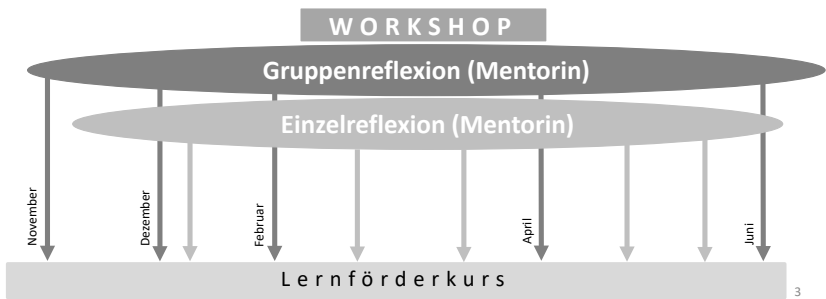 WORKSHOP
Gruppenreflexion (Mentorin)
Einzelreflexion (Mentorin)
November
Dezember
Februar
April
Juni
Lernförderkurs
3